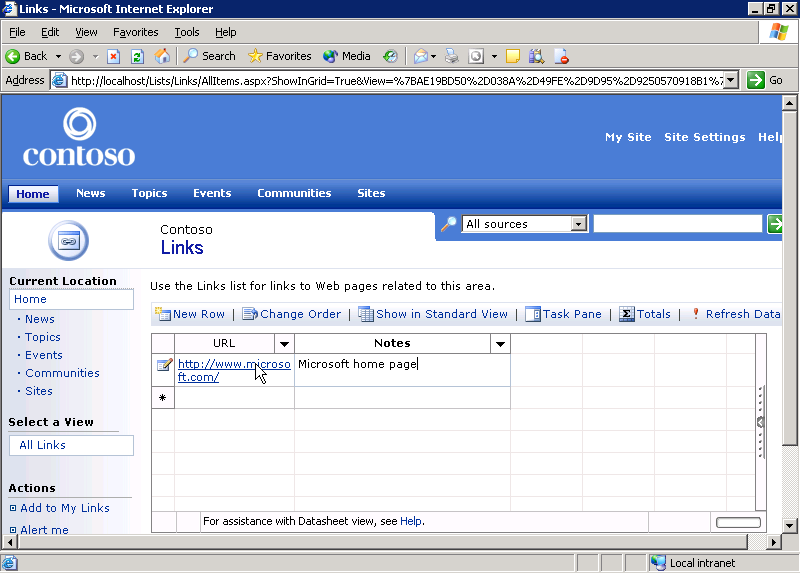 Links - Microsoft Internet Explorer
File Edit View Favorites Tools Help
Back Search Favorites Media
Address http://localhost/Lists/Links/AllItems.aspx?ShowInGrid=True&View=%7BAE19BD50%2D038A%2D49FE%2D9D95%2D9250570918B1%7 Go
contoso
My Site Site Settings Help
Home News Topics Events Communities Sites
Contoso
Links
All sources
Current Location
Home
News
Topics
Events
Communities
Sites
Select a View
All Links
Actions
Add to My Links
Alert me
Use the Links list for links to Web pages related to this area.
New Row | Change Order | Show in Standard View | Task Pane | Totals | Refresh Data
URL Notes
http://www.microso Microsoft home page
ft.com/
*
For assistance with Datasheet view, see Help.
Local intranet